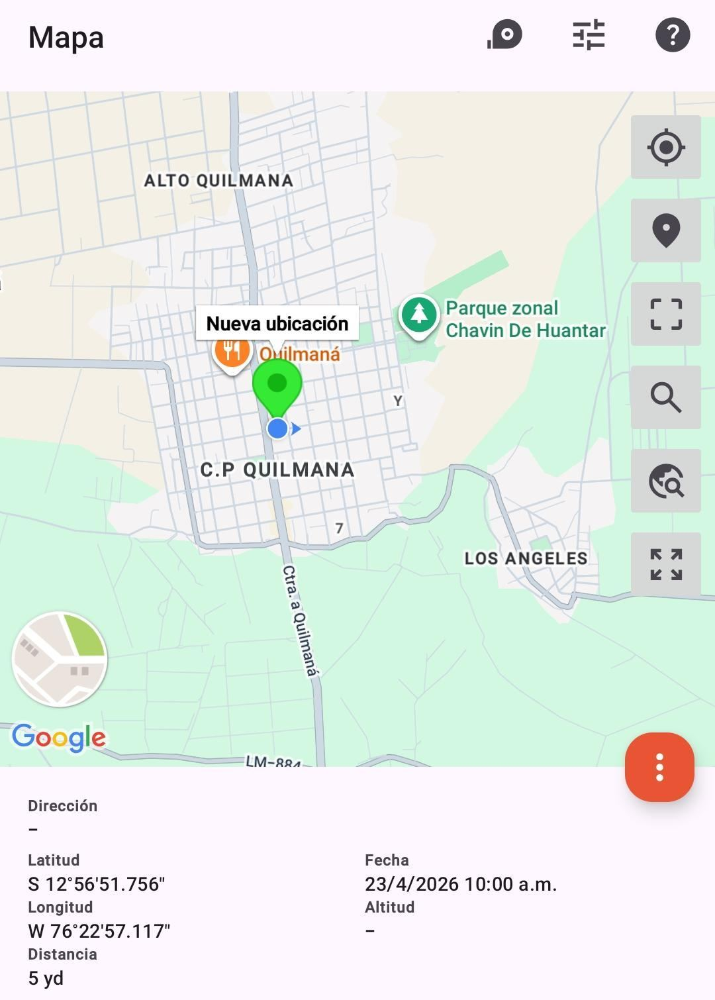 Mapa
ALTO QUILMANA
Parque zonal
Chavin De Huantar
Nueva ubicación
Quilmaná
Y
C.P QUILMANA
7
LOS ANGELES
Ctra. a Quilmaná
Google
LM-884
Dirección
–
Latitud
S 12°56'51.756"
Fecha
23/4/2026 10:00 a.m.
Longitud
W 76°22'57.117"
Altitud
–
Distancia
5 yd